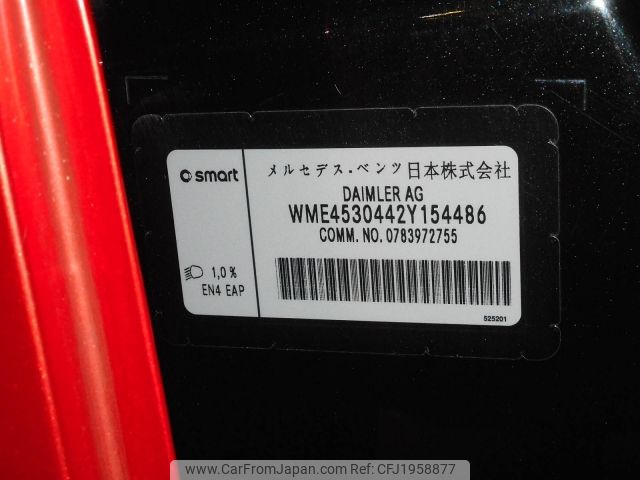 smart
メルセデス・ベンツ日本株式会社
DAIMLER AG
WME4530442Y154486
COMM. NO. 0783972755
1,0 %
EN4 EAP
525201
www.CarFromJapan.com - ID:CFJ1958877